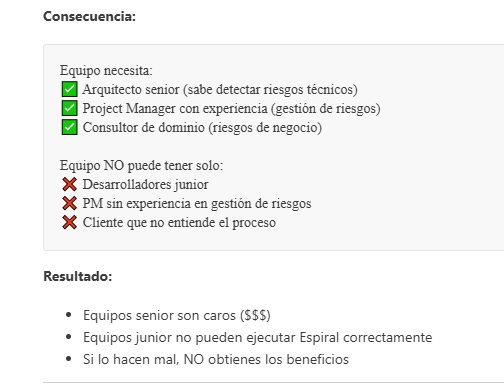 Consecuencia:
Equipo necesita:
✅ Arquitecto senior (sabe detectar riesgos técnicos)
✅ Project Manager con experiencia (gestión de riesgos)
✅ Consultor de dominio (riesgos de negocio)
Equipo NO puede tener solo:
❌ Desarrolladores junior
❌ PM sin experiencia en gestión de riesgos
❌ Cliente que no entiende el proceso
Resultado:
• Equipos senior son caros ($$$)
• Equipos junior no pueden ejecutar Espiral correctamente
• Si lo hacen mal, NO obtienes los beneficios